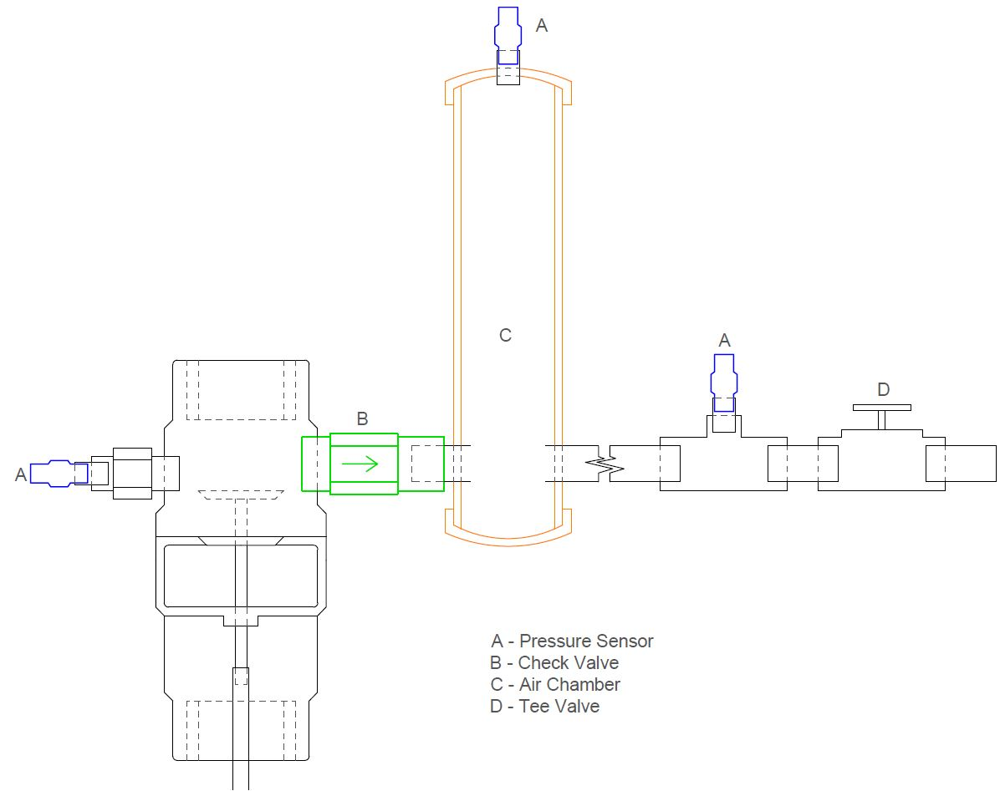 A
C
A
D
B
A
A - Pressure Sensor
B - Check Valve
C - Air Chamber
D - Tee Valve